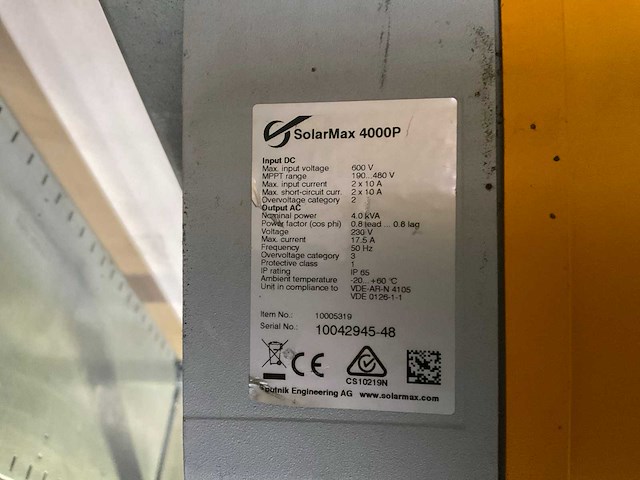 SolarMax 4000P
Input DC
Max. input voltage 600 V
MPPT range 190...480 V
Max. input current 2 x 10 A
Max. short-circuit curr. 2 x 10 A
Overvoltage category 2
Output AC
Nominal power 4.0 kVA
Power factor (cos phi) 0.8 lead ... 0.8 lag
Voltage 230 V
Max. current 17.5 A
Frequency 50 Hz
Overvoltage category 3
Protective class 1
IP rating IP 65
Ambient temperature -20...+60 °C
Unit in compliance to VDE-AR-N 4105
VDE 0126-1-1
Item No.: 10005319
Serial No.: 10042945-48
CE
CS10219N
Engineering AG www.solarmax.com